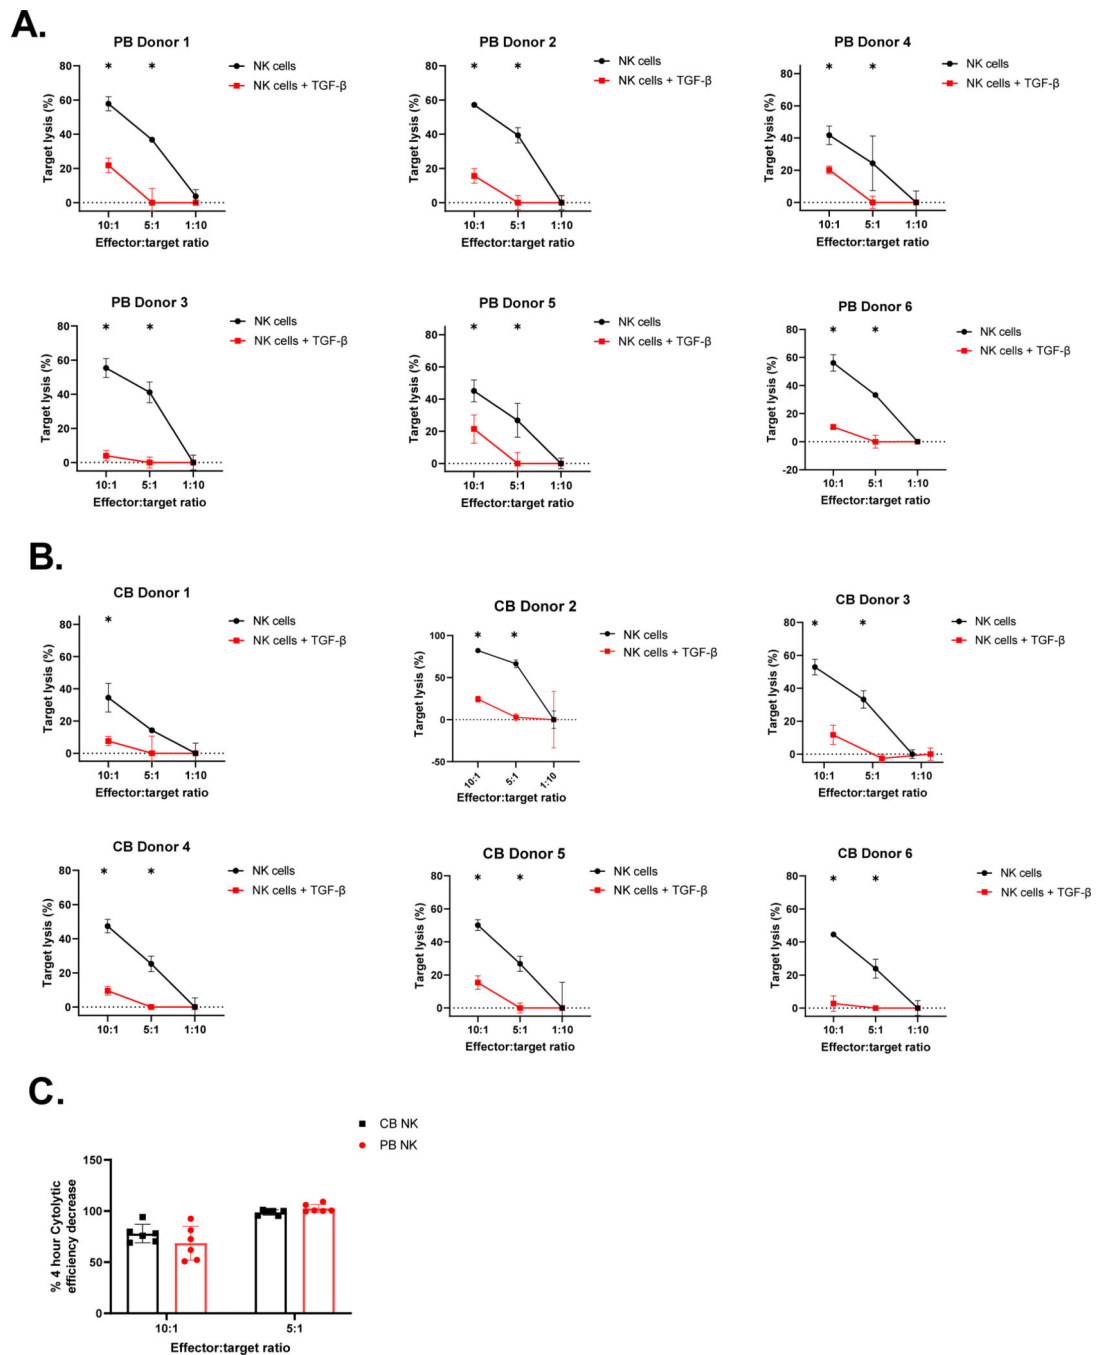 A.
PB Donor 1
Target lysis (%)
80
60
40
20
0
* *
NK cells
NK cells + TGF-β
10:1 5:1 1:10
Effector:target ratio
PB Donor 2
Target lysis (%)
80
60
40
20
0
* *
NK cells
NK cells + TGF-β
10:1 5:1 1:10
Effector:target ratio
PB Donor 4
Target lysis (%)
80
60
40
20
0
* *
NK cells
NK cells + TGF-β
10:1 5:1 1:10
Effector:target ratio
PB Donor 3
Target lysis (%)
80
60
40
20
0
* *
NK cells
NK cells + TGF-β
10:1 5:1 1:10
Effector:target ratio
PB Donor 5
Target lysis (%)
80
60
40
20
0
* *
NK cells
NK cells + TGF-β
10:1 5:1 1:10
Effector:target ratio
PB Donor 6
Target lysis (%)
80
60
40
20
0
-20
* *
NK cells
NK cells + TGF-β
10:1 5:1 1:10
Effector:target ratio
B.
CB Donor 1
Target lysis (%)
80
60
40
20
0
*
NK cells
NK cells + TGF-β
10:1 5:1 1:10
Effector:target ratio
CB Donor 2
Target lysis (%)
100
50
0
-50
* *
NK cells
NK cells + TGF-β
10:1 5:1 1:10
Effector:target ratio
CB Donor 3
Target lysis (%)
80
60
40
20
0
* *
NK cells
NK cells + TGF-β
10:1 5:1 1:10
Effector:target ratio
CB Donor 4
Target lysis (%)
80
60
40
20
0
* *
NK cells
NK cells + TGF-β
10:1 5:1 1:10
Effector:target ratio
CB Donor 5
Target lysis (%)
80
60
40
20
0
* *
NK cells
NK cells + TGF-β
10:1 5:1 1:10
Effector:target ratio
CB Donor 6
Target lysis (%)
80
60
40
20
0
* *
NK cells
NK cells + TGF-β
10:1 5:1 1:10
Effector:target ratio
C.
CB NK
PB NK
% 4 hour Cytolytic
efficiency decrease
150
100
50
0
10:1 5:1
Effector:target ratio